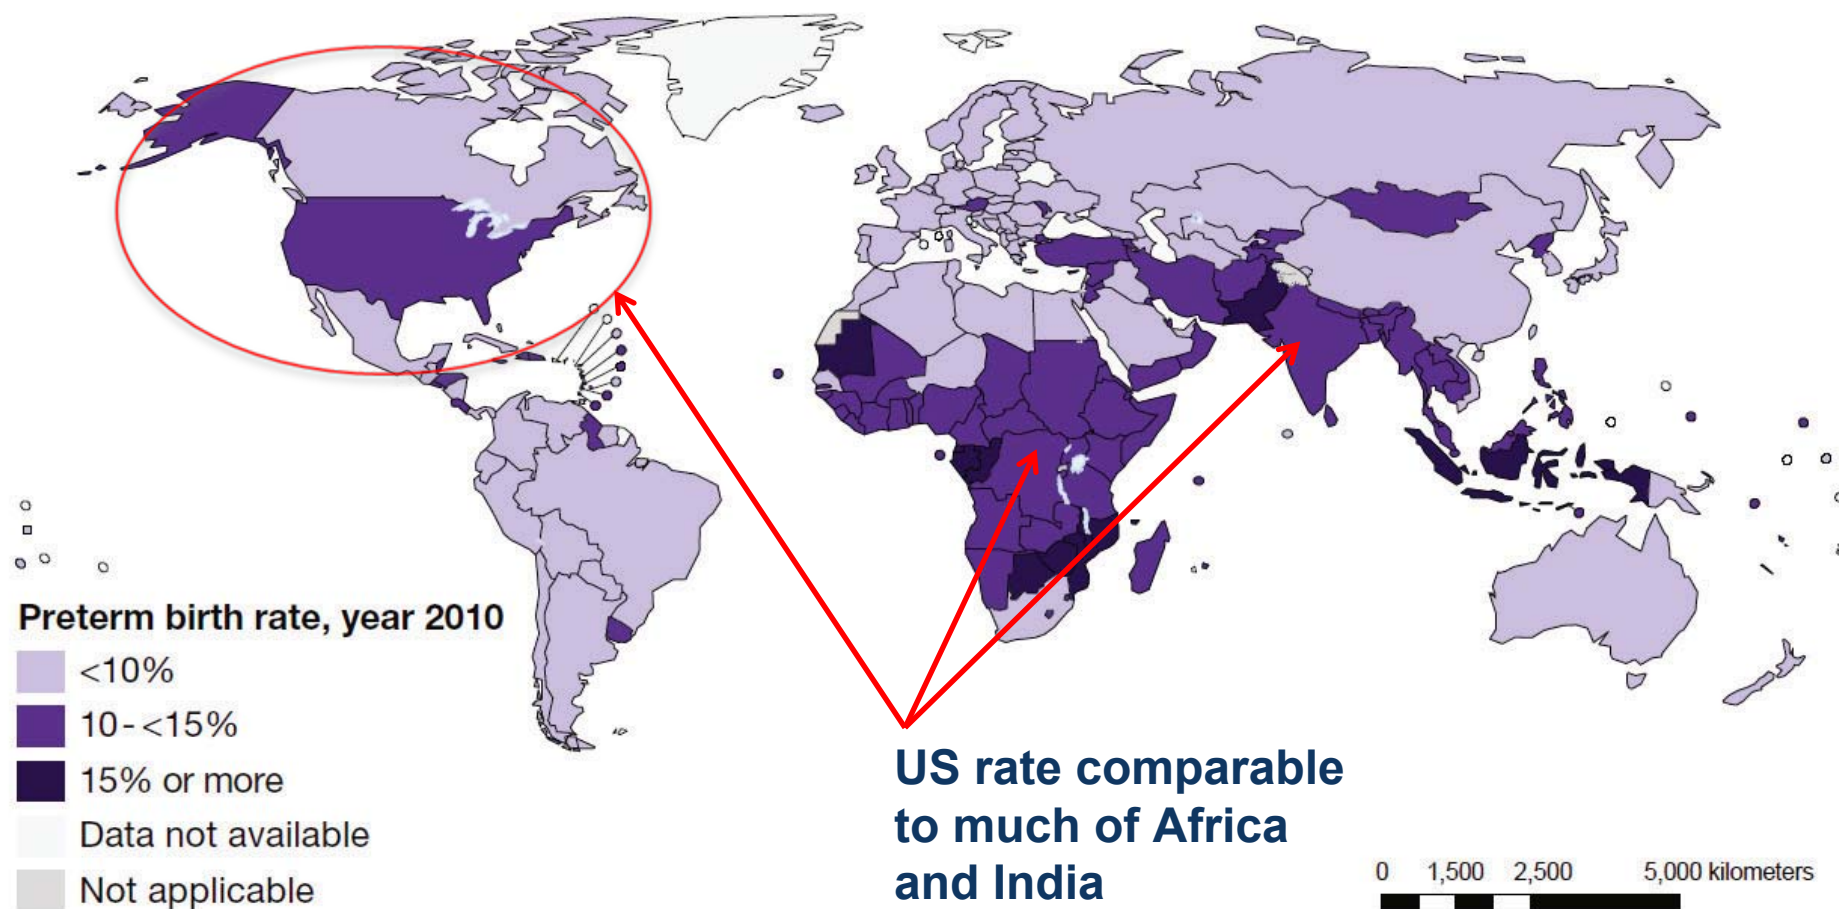 Preterm birth rate, year 2010
<10%
10-<15%
15% or more
Data not available
Not applicable
US rate comparable
to much of Africa
and India
0 1,500 2,500 5,000 kilometers